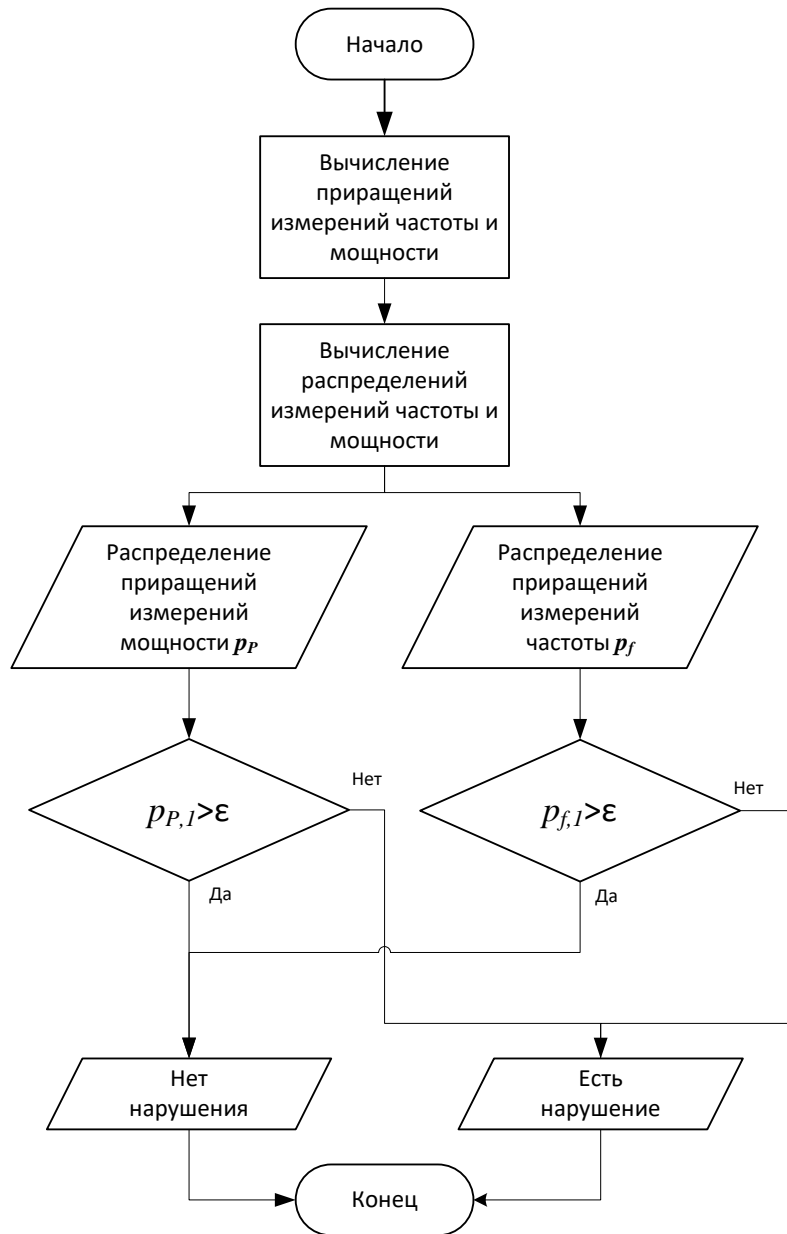 Начало
Вычисление
приращений
измерений частоты и
мощности
Вычисление
распределений
измерений частоты и
мощности
Распределение
приращений
измерений
мощности pP
Распределение
приращений
измерений
частоты pf
pP,1>ε
Нет
Да
pf,1>ε
Нет
Да
Нет
нарушения
Есть
нарушение
Конец